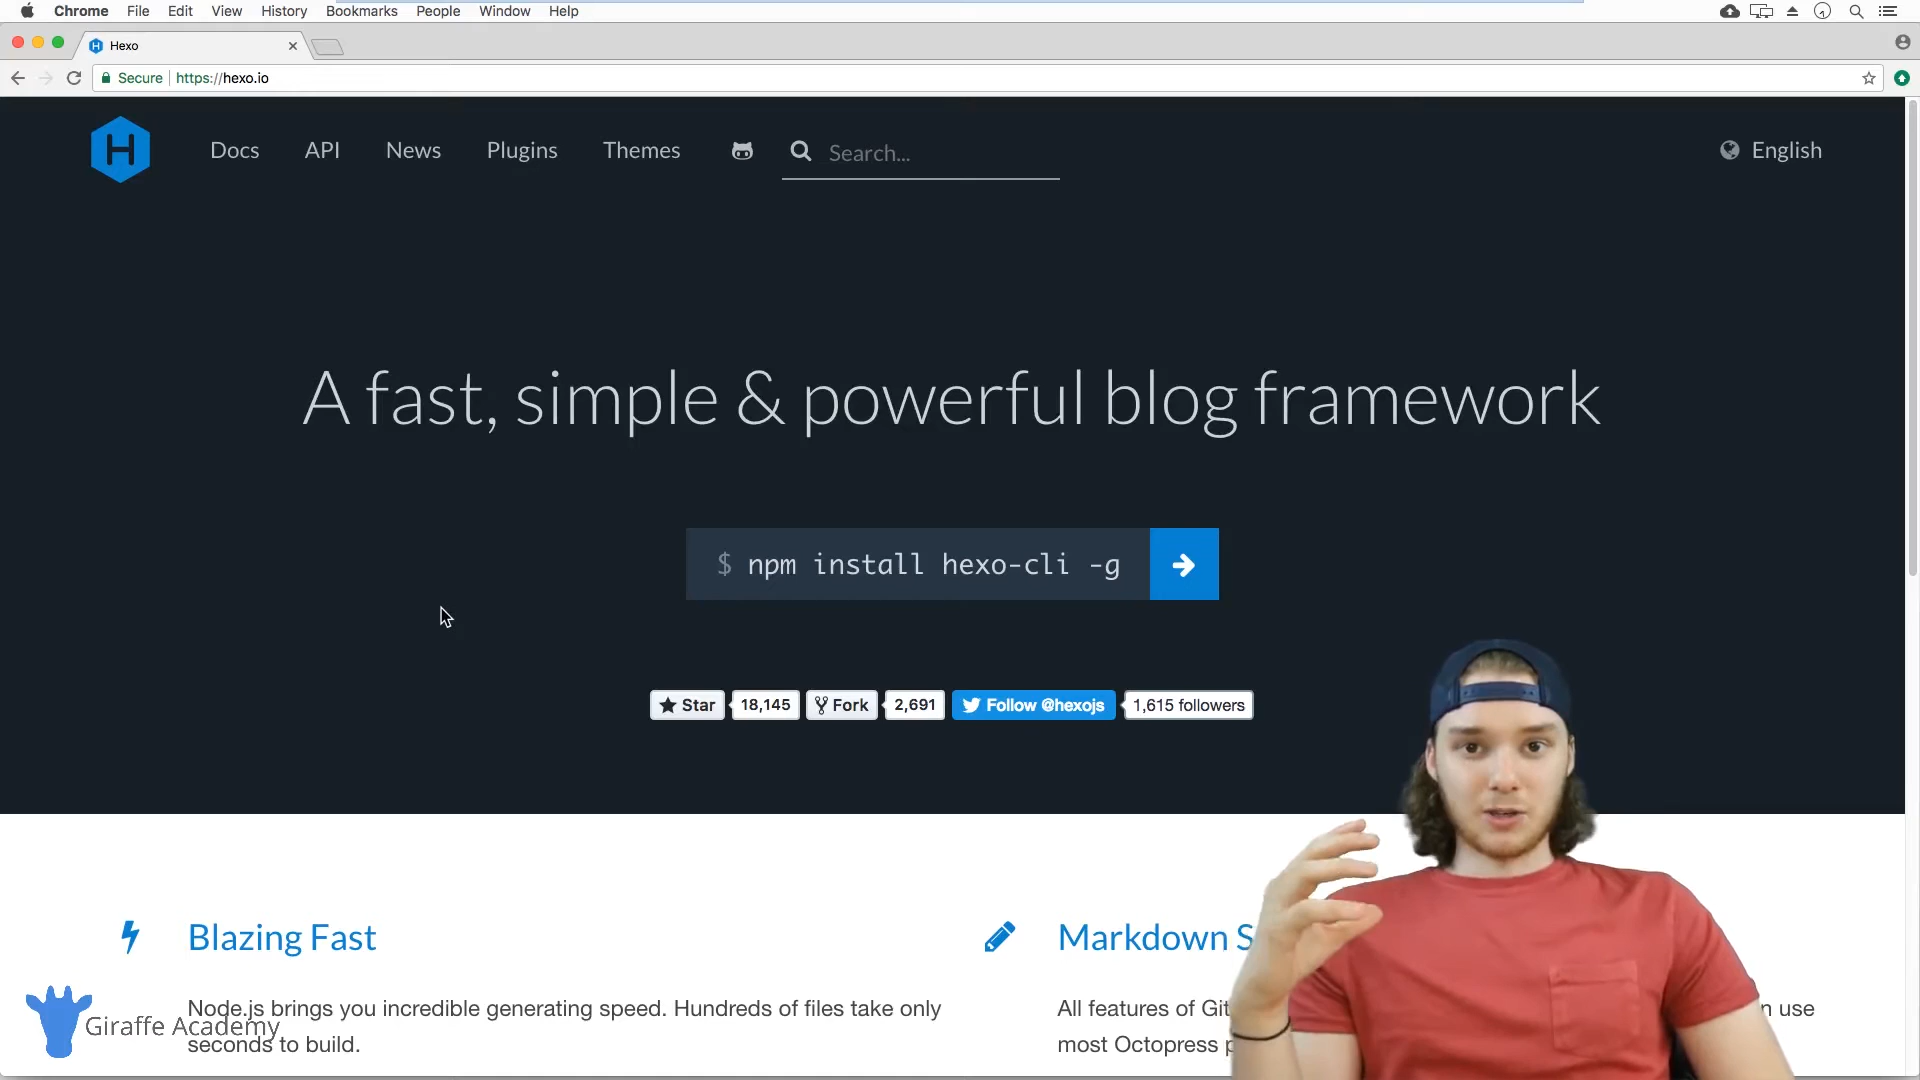 Chrome File Edit View History Bookmarks People Window Help
Hexo
Secure https://hexo.io
H Docs API News Plugins Themes Search... English
A fast, simple & powerful blog framework
$ npm install hexo-cli -g
Star 18,145 Fork 2,691 Follow @hexojs 1,615 followers
Blazing Fast Markdown S
Node.js brings you incredible generating speed. Hundreds of files take only All features of Git n use
Giraffe Academy
seconds to build. most Octopress p